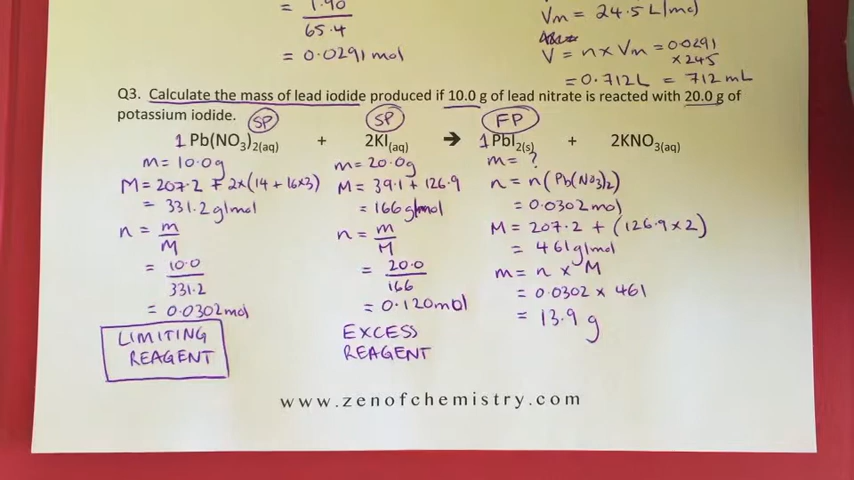 = 1.90
65.4
= 0.0291 mol
Vm = 24.5 L/mol
V = n x Vm = 0.0291
x 245
= 0.712L = 712 mL
Q3. Calculate the mass of lead iodide produced if 10.0 g of lead nitrate is reacted with 20.0 g of
potassium iodide. SP SP FP
1 Pb(NO3)2(aq) + 2KI(aq) → 1 PbI2(s) + 2KNO3(aq)
m = 10.0g
M = 207.2 + 2x(14 + 16x3)
= 331.2 g/mol
n = m
M
= 10.0
331.2
= 0.0302 mol
LIMITING
REAGENT
m = 20.0g
M = 39.1 + 126.9
= 166 g/mol
n = m
M
= 20.0
166
= 0.120 mol
EXCESS
REAGENT
m = ?
n = n(Pb(NO3)2)
= 0.0302 mol
M = 207.2 + (126.9 x 2)
= 461 g/mol
m = n x M
= 0.0302 x 461
= 13.9 g
www.zenofchemistry.com